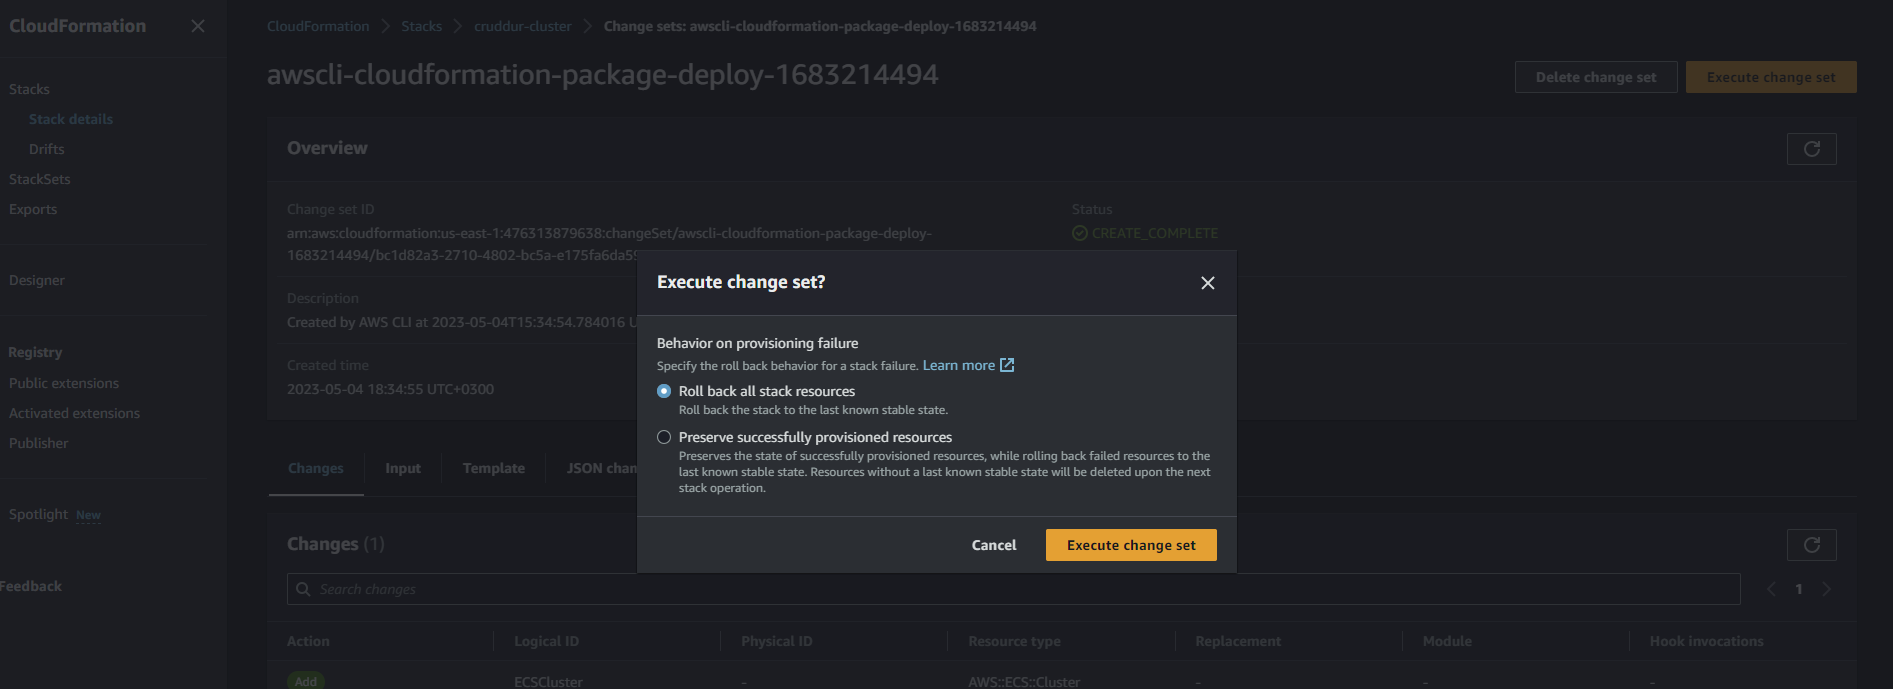 CloudFormation
Stacks
Stack details
Drifts
StackSets
Exports
Designer
Registry
Public extensions
Activated extensions
Publisher
Spotlight New
Feedback
CloudFormation > Stacks > cruddur-cluster > Change sets: awscli-cloudformation-package-deploy-1683214494
awscli-cloudformation-package-deploy-1683214494
Delete change set
Execute change set
Overview
Change set ID
arn:aws:cloudformation:us-east-1:476313879638:changeSet/awscli-cloudformation-package-deploy-
1683214494/bc1d82a3-2710-4802-bc5a-e175fa6da59
Status
CREATE_COMPLETE
Description
Created by AWS CLI at 2023-05-04T15:34:54.784016 U
Created time
2023-05-04 18:34:55 UTC+0300
Execute change set?
Behavior on provisioning failure
Specify the roll back behavior for a stack failure. Learn more
Roll back all stack resources
Roll back the stack to the last known stable state.
Preserve successfully provisioned resources
Preserves the state of successfully provisioned resources, while rolling back failed resources to the
last known stable state. Resources without a last known stable state will be deleted upon the next
stack operation.
Cancel
Execute change set
Changes Input Template JSON chan
Changes (1)
Search changes
1
Action Logical ID Physical ID Resource type Replacement Module Hook invocations
Add ECSCluster - AWS::ECS::Cluster - - -